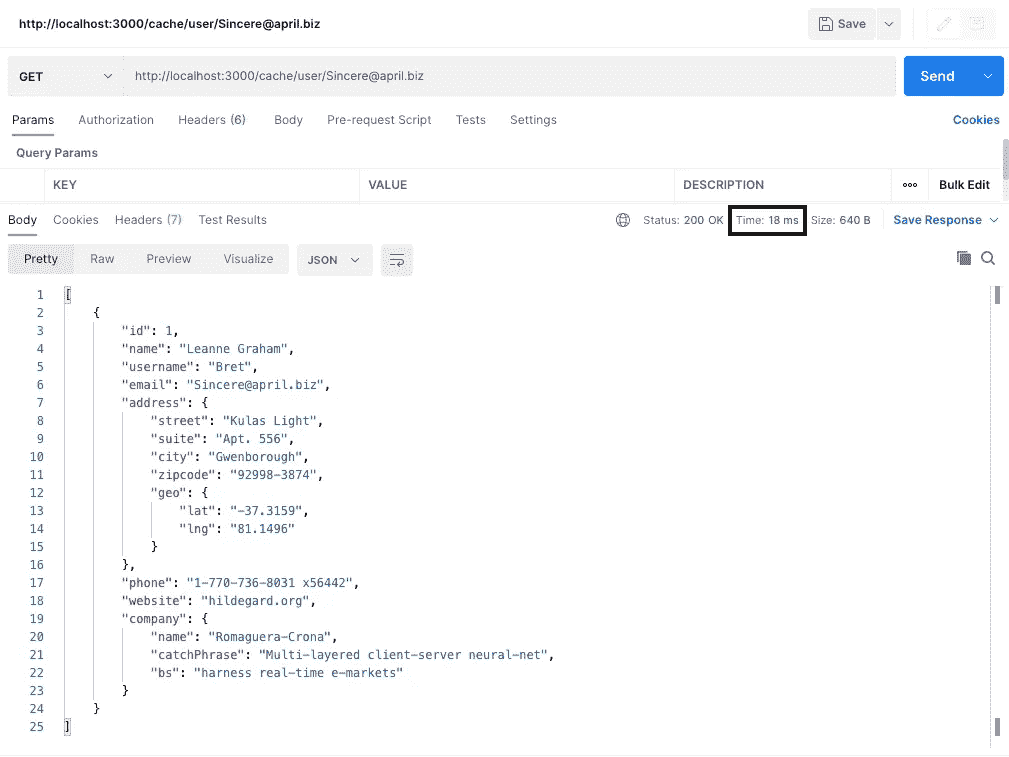 http://localhost:3000/cache/user/Sincere@april.biz Save
GET http://localhost:3000/cache/user/Sincere@april.biz Send
Params Authorization Headers (6) Body Pre-request Script Tests Settings Cookies
Query Params
KEY VALUE DESCRIPTION ooo Bulk Edit
Body Cookies Headers (7) Test Results Status: 200 OK Time: 18 ms Size: 640 B Save Response
Pretty Raw Preview Visualize JSON
1 [
2 {
3 "id": 1,
4 "name": "Leanne Graham",
5 "username": "Bret",
6 "email": "Sincere@april.biz",
7 "address": {
8 "street": "Kulas Light",
9 "suite": "Apt. 556",
10 "city": "Gwenborough",
11 "zipcode": "92998-3874",
12 "geo": {
13 "lat": "-37.3159",
14 "lng": "81.1496"
15 }
16 },
17 "phone": "1-770-736-8031 x56442",
18 "website": "hildegard.org",
19 "company": {
20 "name": "Romaguera-Crona",
21 "catchPhrase": "Multi-layered client-server neural-net",
22 "bs": "harness real-time e-markets"
23 }
24 }
25 ]